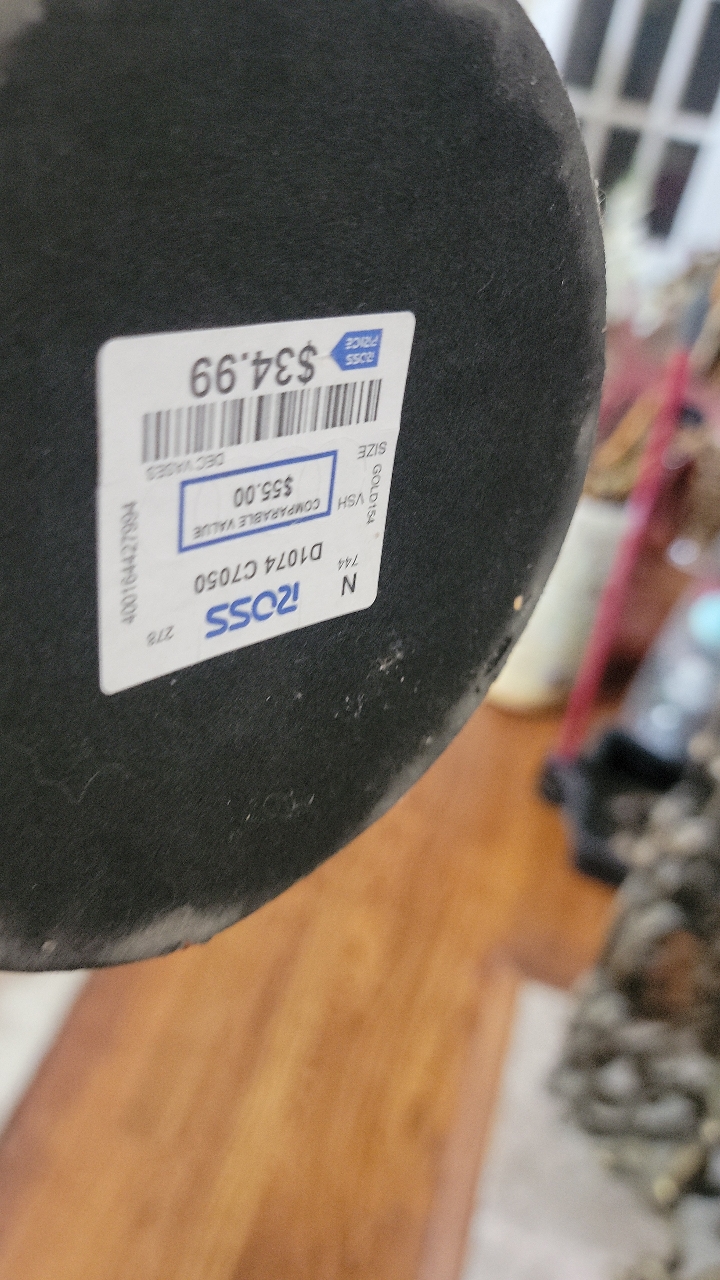 ROSS
278
N
744
D1074 C7050
COMPARABLE VALUE
$55.00
VSH
GOLD 154
SIZE
DEC VASES
400164427994
ROSS
PRICE
$34.99